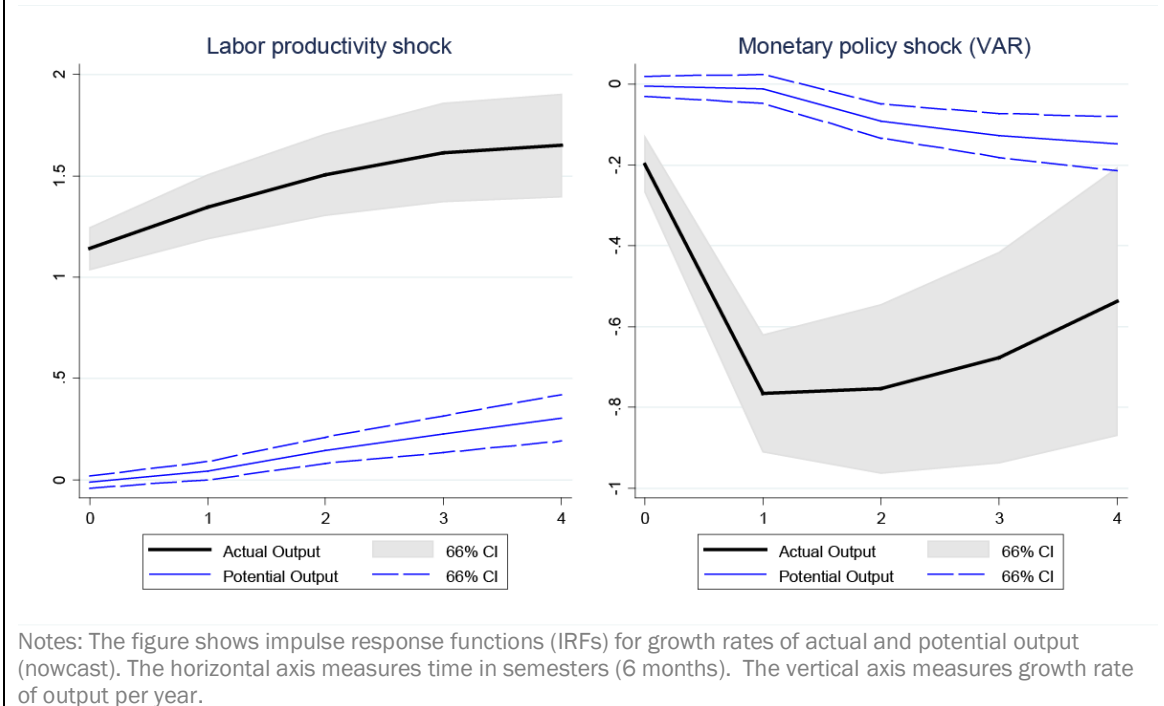 Labor productivity shock
2
1.5
1
.5
0
0 1 2 3 4
Actual Output 66% CI
Potential Output 66% CI
Monetary policy shock (VAR)
0
-.2
-.4
-.6
-.8
-1
0 1 2 3 4
Actual Output 66% CI
Potential Output 66% CI
Notes: The figure shows impulse response functions (IRFs) for growth rates of actual and potential output
(nowcast). The horizontal axis measures time in semesters (6 months).  The vertical axis measures growth rate
of output per year.